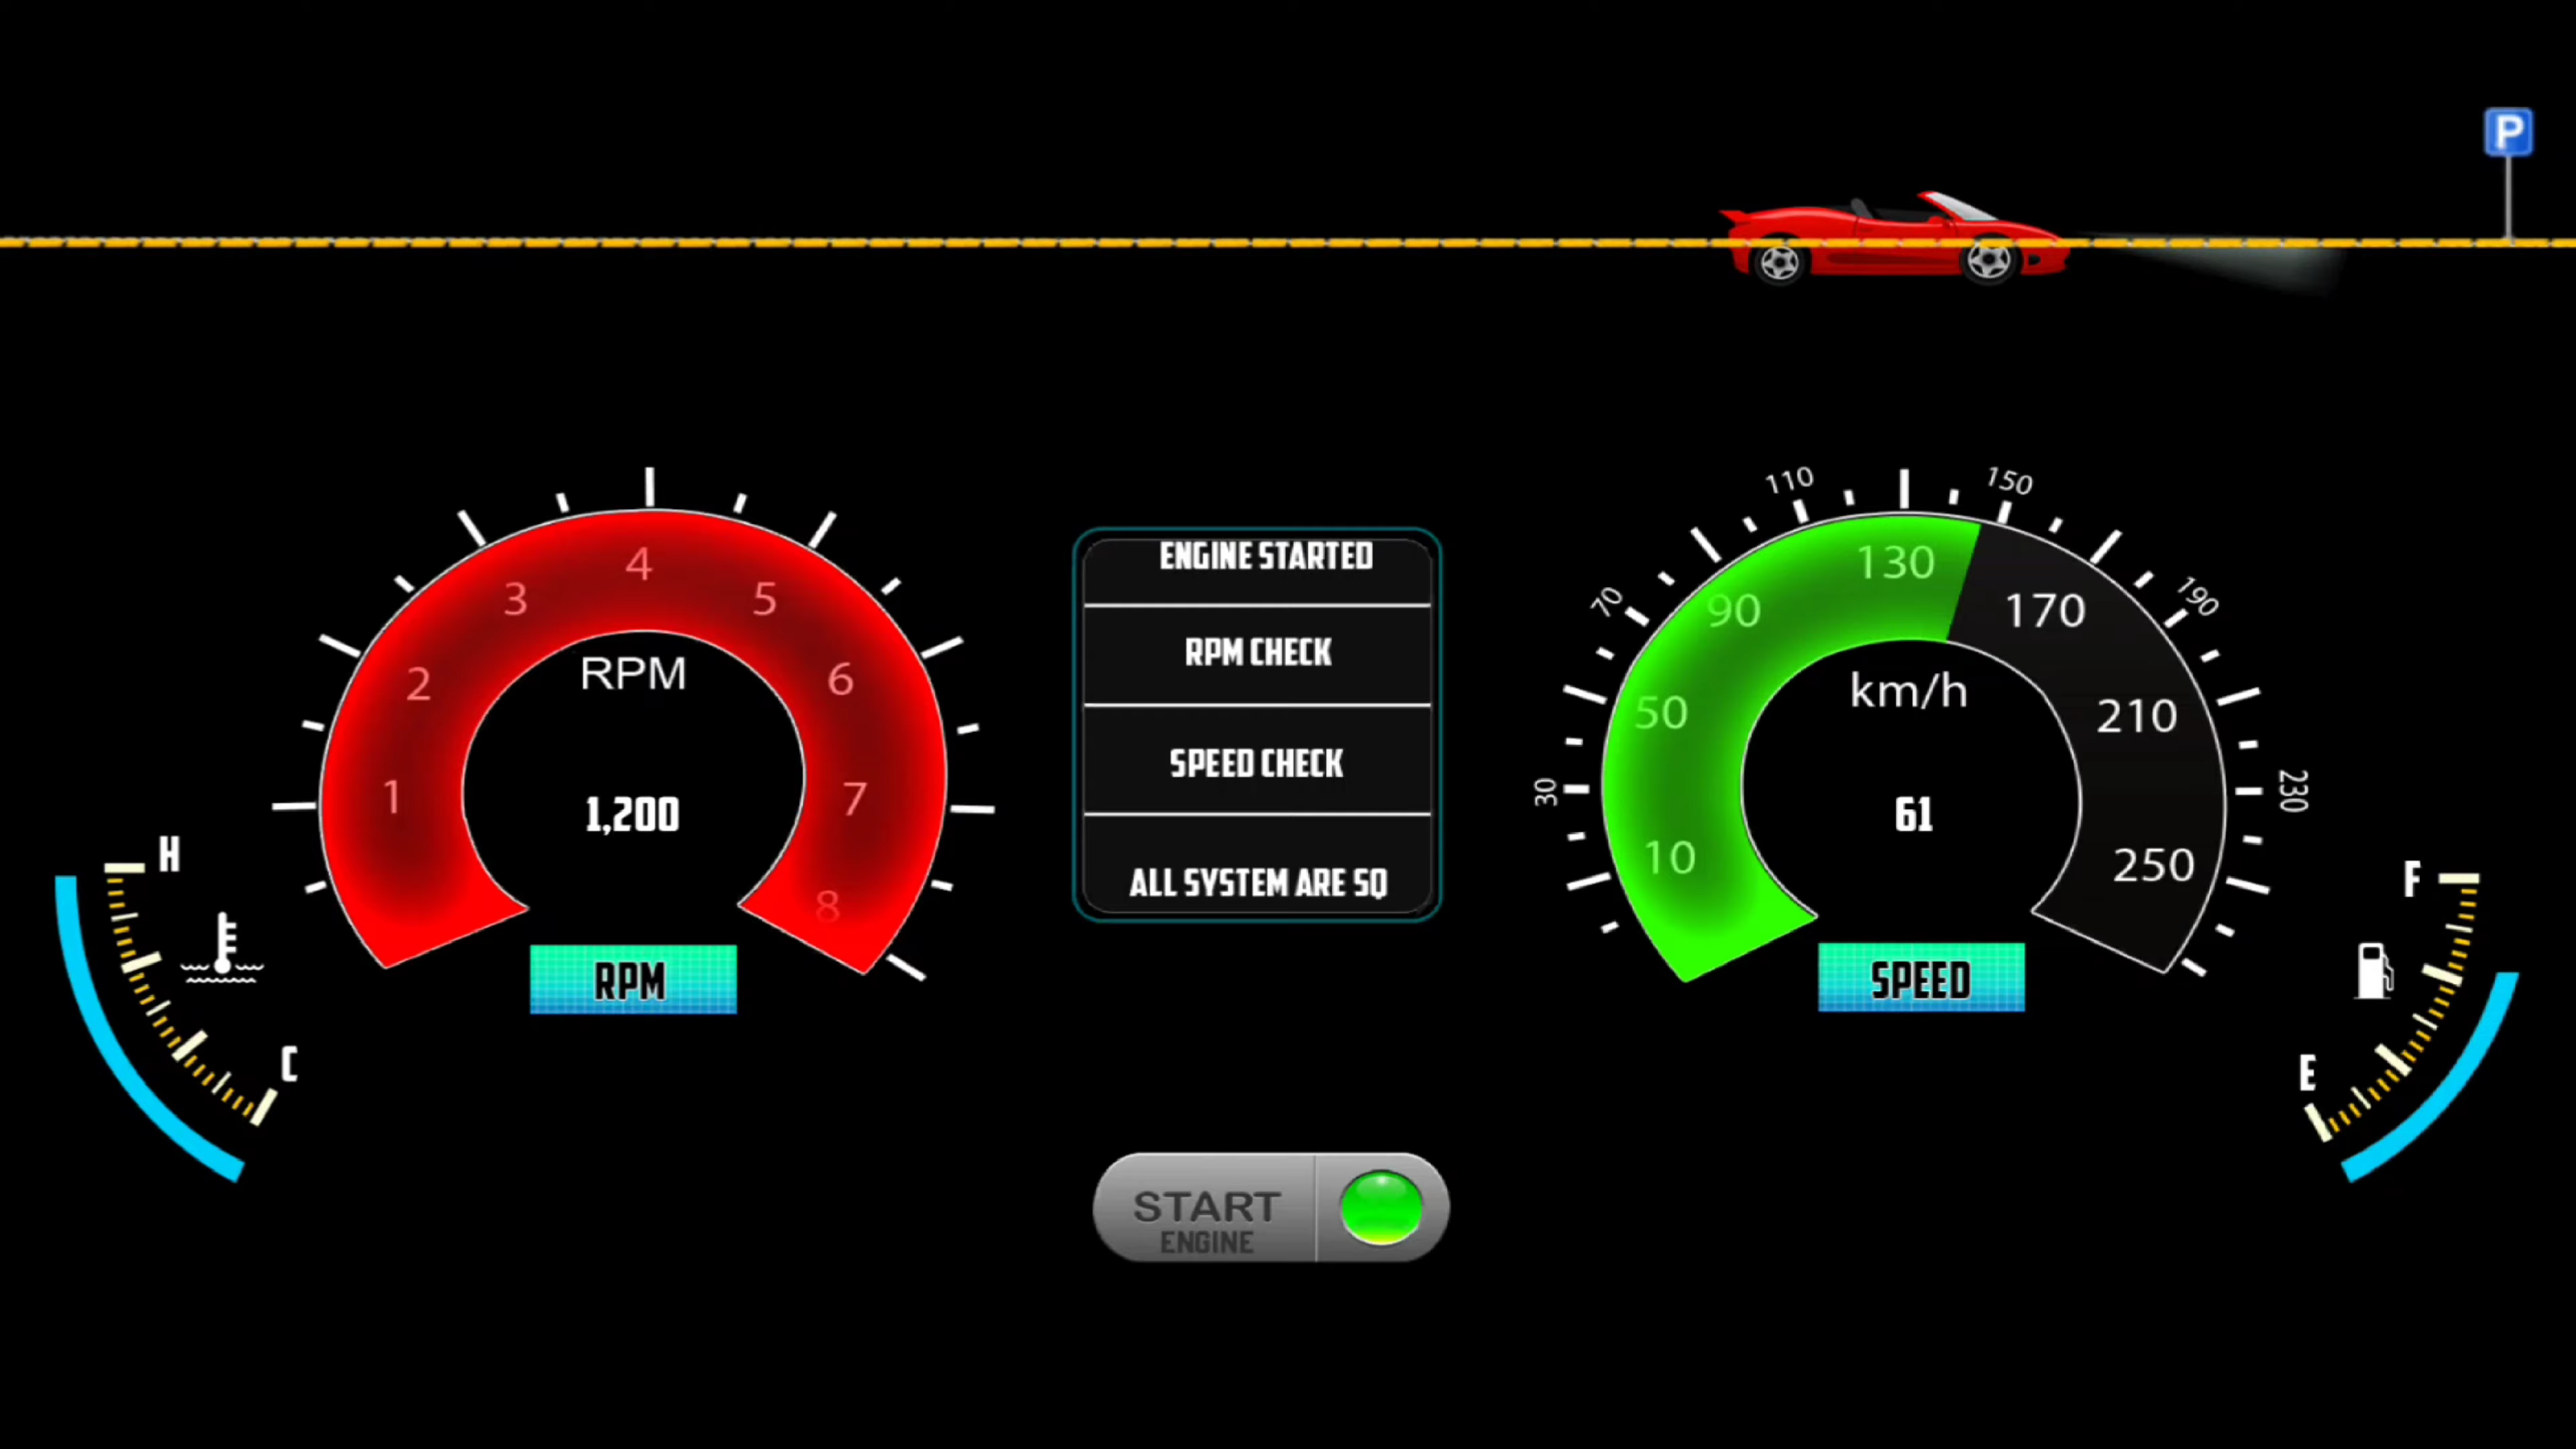 P
110
150
70
190
130
90
170
50
210
10
250
30
230
km/h
61
SPEED
4
3
5
2
6
1
7
8
RPM
1,200
RPM
ENGINE STARTED
RPM CHECK
SPEED CHECK
ALL SYSTEM ARE SQ
H
C
F
E
START
ENGINE